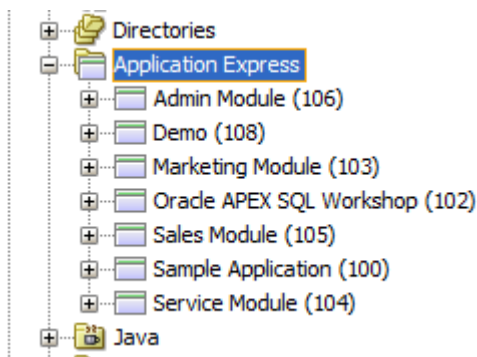 Directories
Application Express
Admin Module (106)
Demo (108)
Marketing Module (103)
Oracle APEX SQL Workshop (102)
Sales Module (105)
Sample Application (100)
Service Module (104)
Java